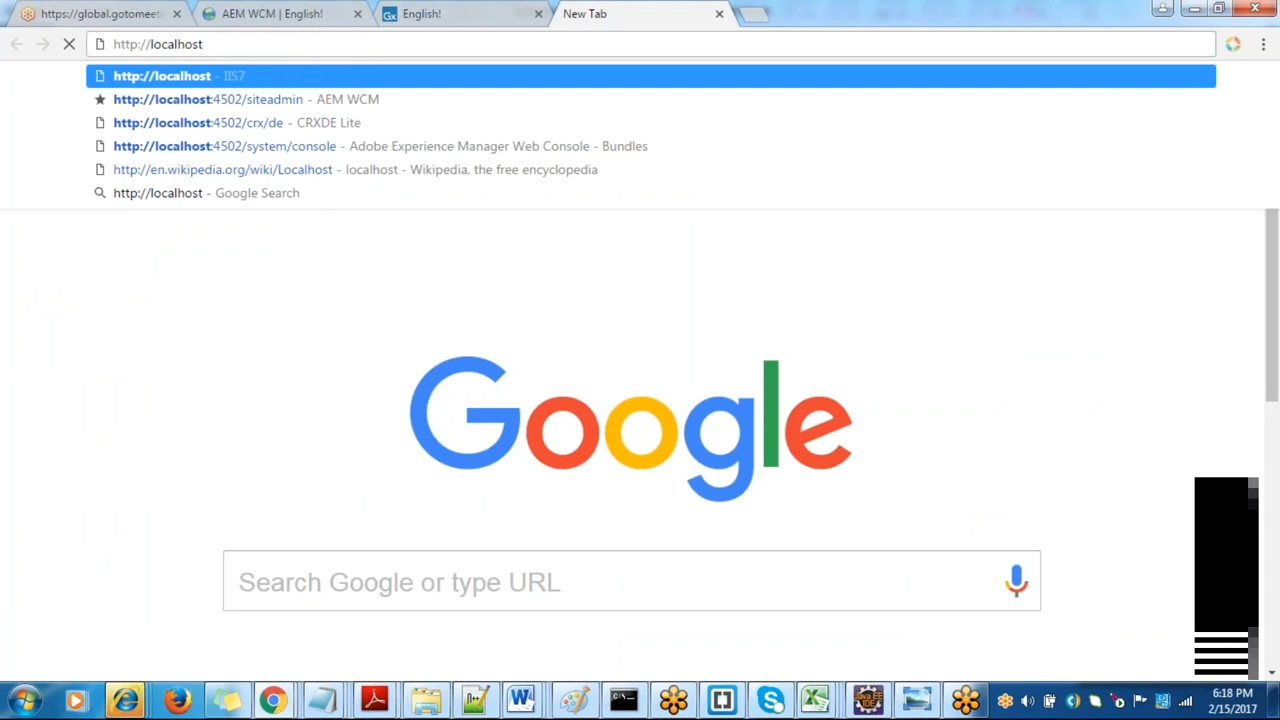 https://global.gotomeeti
AEM WCM | English!
English!
New Tab
http://localhost
http://localhost - IIS7
http://localhost:4502/siteadmin - AEM WCM
http://localhost:4502/crx/de - CRXDE Lite
http://localhost:4502/system/console - Adobe Experience Manager Web Console - Bundles
http://en.wikipedia.org/wiki/Localhost - localhost - Wikipedia, the free encyclopedia
http://localhost - Google Search
Google
Search Google or type URL
6:18 PM
2/15/2017